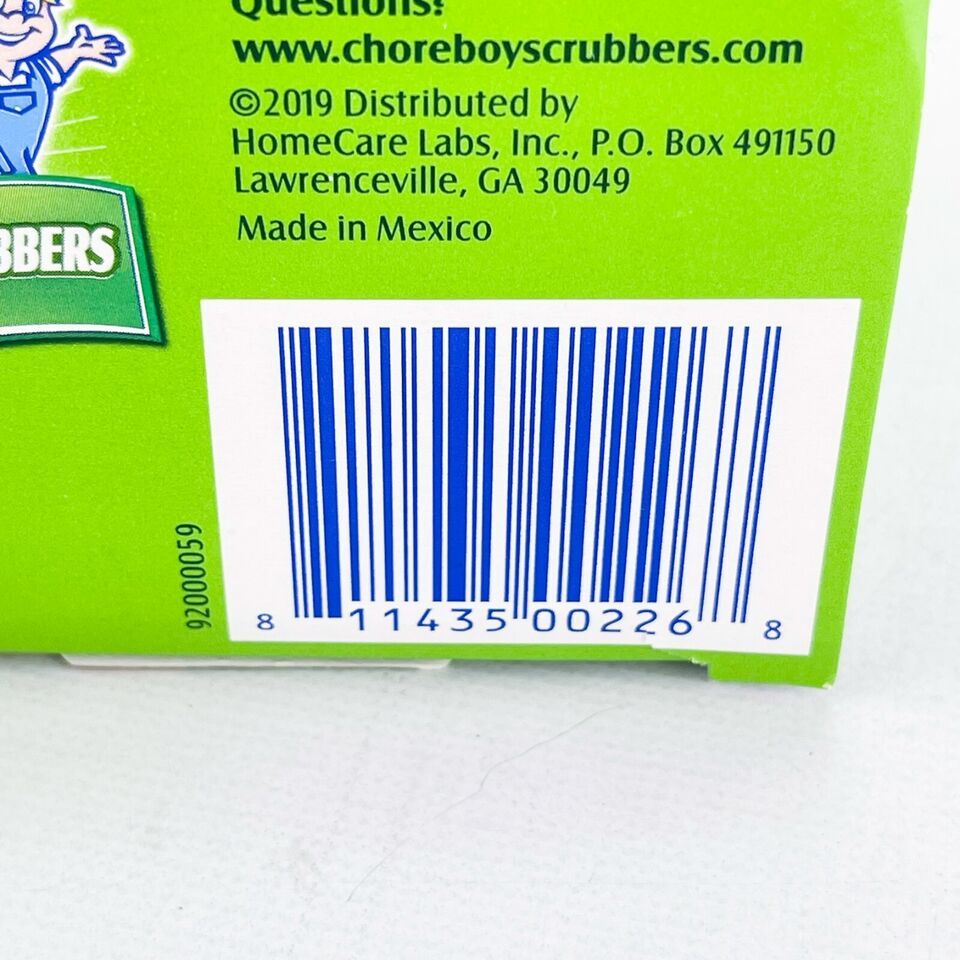 Questions?
www.choreboyscrubbers.com
©2019 Distributed by
HomeCare Labs, Inc., P.O. Box 491150
Lawrenceville, GA 30049
Made in Mexico
92000059
8 11435 00226 8